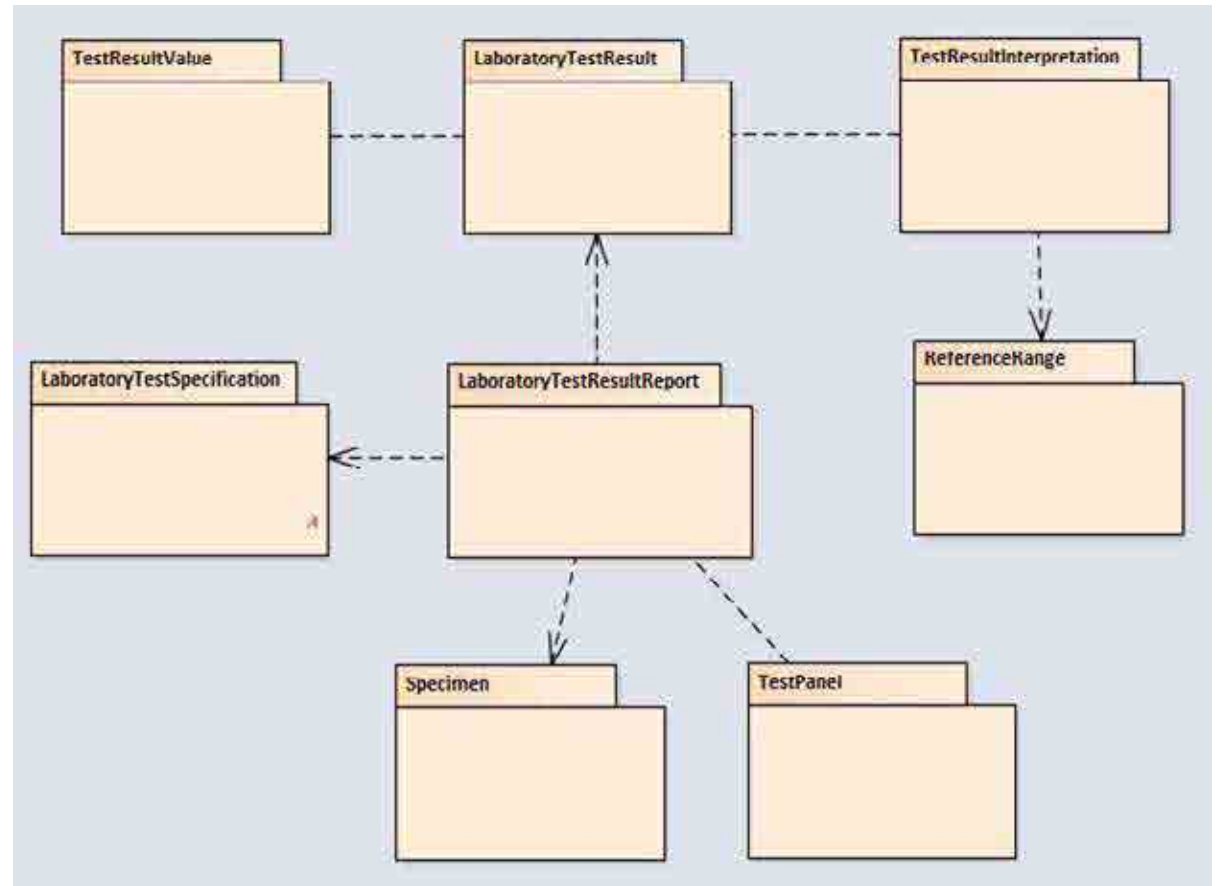 TestResultValue
LaboratoryTestResult
TestResultInterpretation
LaboratoryTestSpecification
LaboratoryTestResultReport
ReferenceRange
Specimen
TestPanel